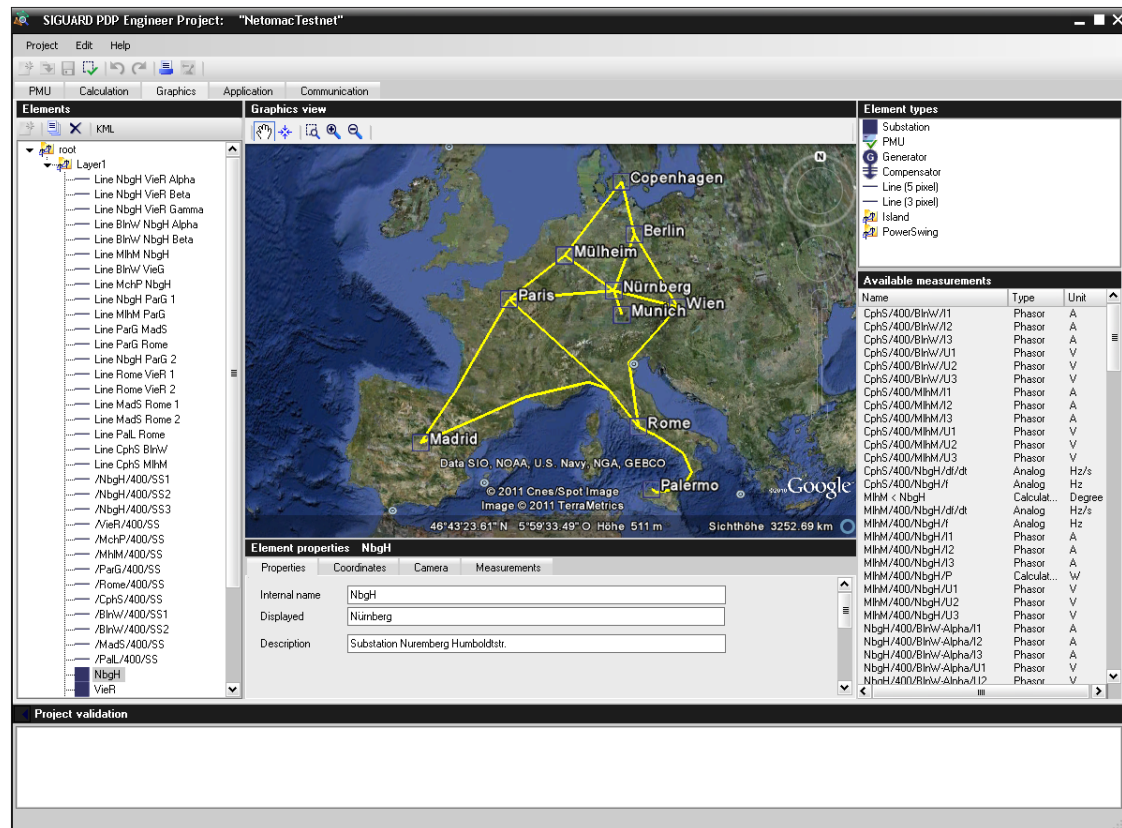 SIGUARD PDP Engineer Project: "NetomacTestnet"
Project Edit Help
PMU Calculation Graphics Application Communication
Elements
KML
root
Layer1
Line NbgH VieR Alpha
Line NbgH VieR Beta
Line NbgH VieR Gamma
Line BlnW NbgH Alpha
Line BlnW NbgH Beta
Line MlhM NbgH
Line BlnW VieG
Line MchP NbgH
Line NbgH ParG 1
Line MlhM ParG
Line ParG MadS
Line ParG Rome
Line NbgH ParG 2
Line Rome VieR 1
Line Rome VieR 2
Line MadS Rome 1
Line MadS Rome 2
Line PalL Rome
Line CphS BlnW
Line CphS MlhM
/NbgH/400/SS1
/NbgH/400/SS2
/NbgH/400/SS3
/VieR/400/SS
/MchP/400/SS
/MhlM/400/SS
/ParG/400/SS
/Rome/400/SS
/CphS/400/SS
/BlnW/400/SS1
/BlnW/400/SS2
/MadS/400/SS
/PalL/400/SS
NbgH
VieR
Graphics view
N
Copenhagen
Berlin
Mülheim
Nürnberg
Paris
Wien
Munich
Rome
Madrid
Palermo
Data SIO, NOAA, U.S. Navy, NGA, GEBCO
© 2011 Cnes/Spot Image
Image © 2011 TerraMetrics
©2010 Google
46°43'23.61" N 5°59'33.49" O Höhe 511 m Sichthöhe 3252.69 km
Element properties NbgH
Properties Coordinates Camera Measurements
Internal name NbgH
Displayed Nürnberg
Description Substation Nuremberg Humboldtstr.
Element types
Substation
PMU
G Generator
Compensator
Line (5 pixel)
Line (3 pixel)
Island
PowerSwing
Available measurements
Name Type Unit
CphS/400/BlnW/I1 Phasor A
CphS/400/BlnW/I2 Phasor A
CphS/400/BlnW/I3 Phasor A
CphS/400/BlnW/U1 Phasor V
CphS/400/BlnW/U2 Phasor V
CphS/400/BlnW/U3 Phasor V
CphS/400/MlhM/I1 Phasor A
CphS/400/MlhM/I2 Phasor A
CphS/400/MlhM/I3 Phasor A
CphS/400/MlhM/U1 Phasor V
CphS/400/MlhM/U2 Phasor V
CphS/400/MlhM/U3 Phasor V
CphS/400/NbgH/df/dt Analog Hz/s
CphS/400/NbgH/f Analog Hz
MlhM < NbgH Calculat... Degree
MlhM/400/NbgH/df/dt Analog Hz/s
MlhM/400/NbgH/f Analog Hz
MlhM/400/NbgH/I1 Phasor A
MlhM/400/NbgH/I2 Phasor A
MlhM/400/NbgH/I3 Phasor A
MlhM/400/NbgH/P Calculat... W
MlhM/400/NbgH/U1 Phasor V
MlhM/400/NbgH/U2 Phasor V
MlhM/400/NbgH/U3 Phasor V
NbgH/400/BlnW-Alpha/I1 Phasor A
NbgH/400/BlnW-Alpha/I2 Phasor A
NbgH/400/BlnW-Alpha/I3 Phasor A
NbgH/400/BlnW-Alpha/U1 Phasor V
NbgH/400/BlnW-Alpha/U2 Phasor V
Project validation